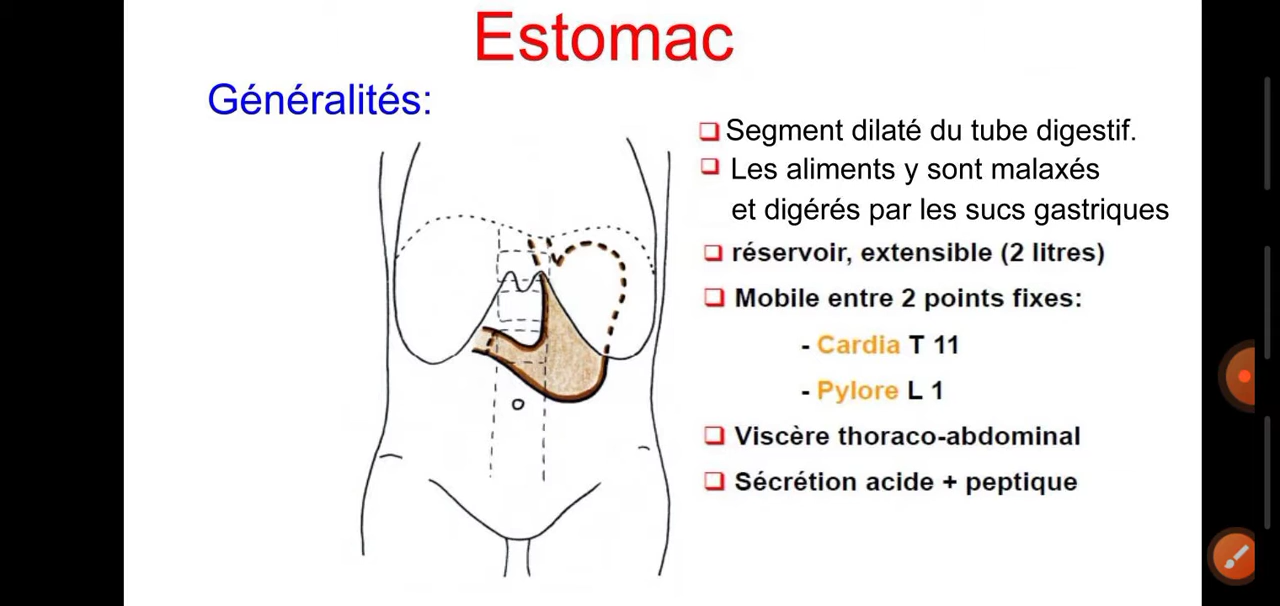 Estomac
Généralités:
Segment dilaté du tube digestif.
Les aliments y sont malaxés
et digérés par les sucs gastriques
réservoir, extensible (2 litres)
Mobile entre 2 points fixes:
- Cardia T 11
- Pylore L 1
Viscère thoraco-abdominal
Sécrétion acide + peptique